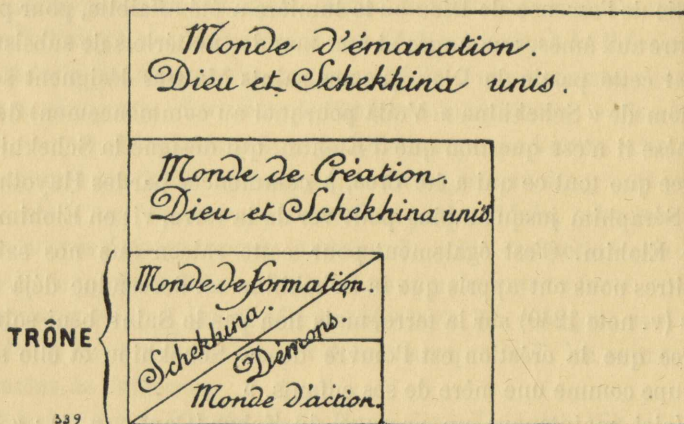 Monde d'émanation.
Dieu et Schekhina unis.
Monde de Création.
Dieu et Schekhina unis
Monde de formation.
Schekhina.
Démons.
Monde d'action.
TRÔNE
539